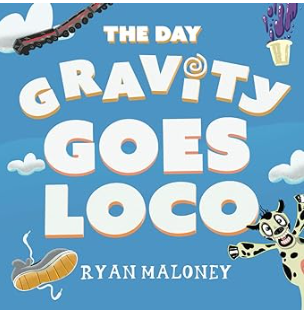 THE DAY
GRAVITY
GOES
LOCO
RYAN MALONEY